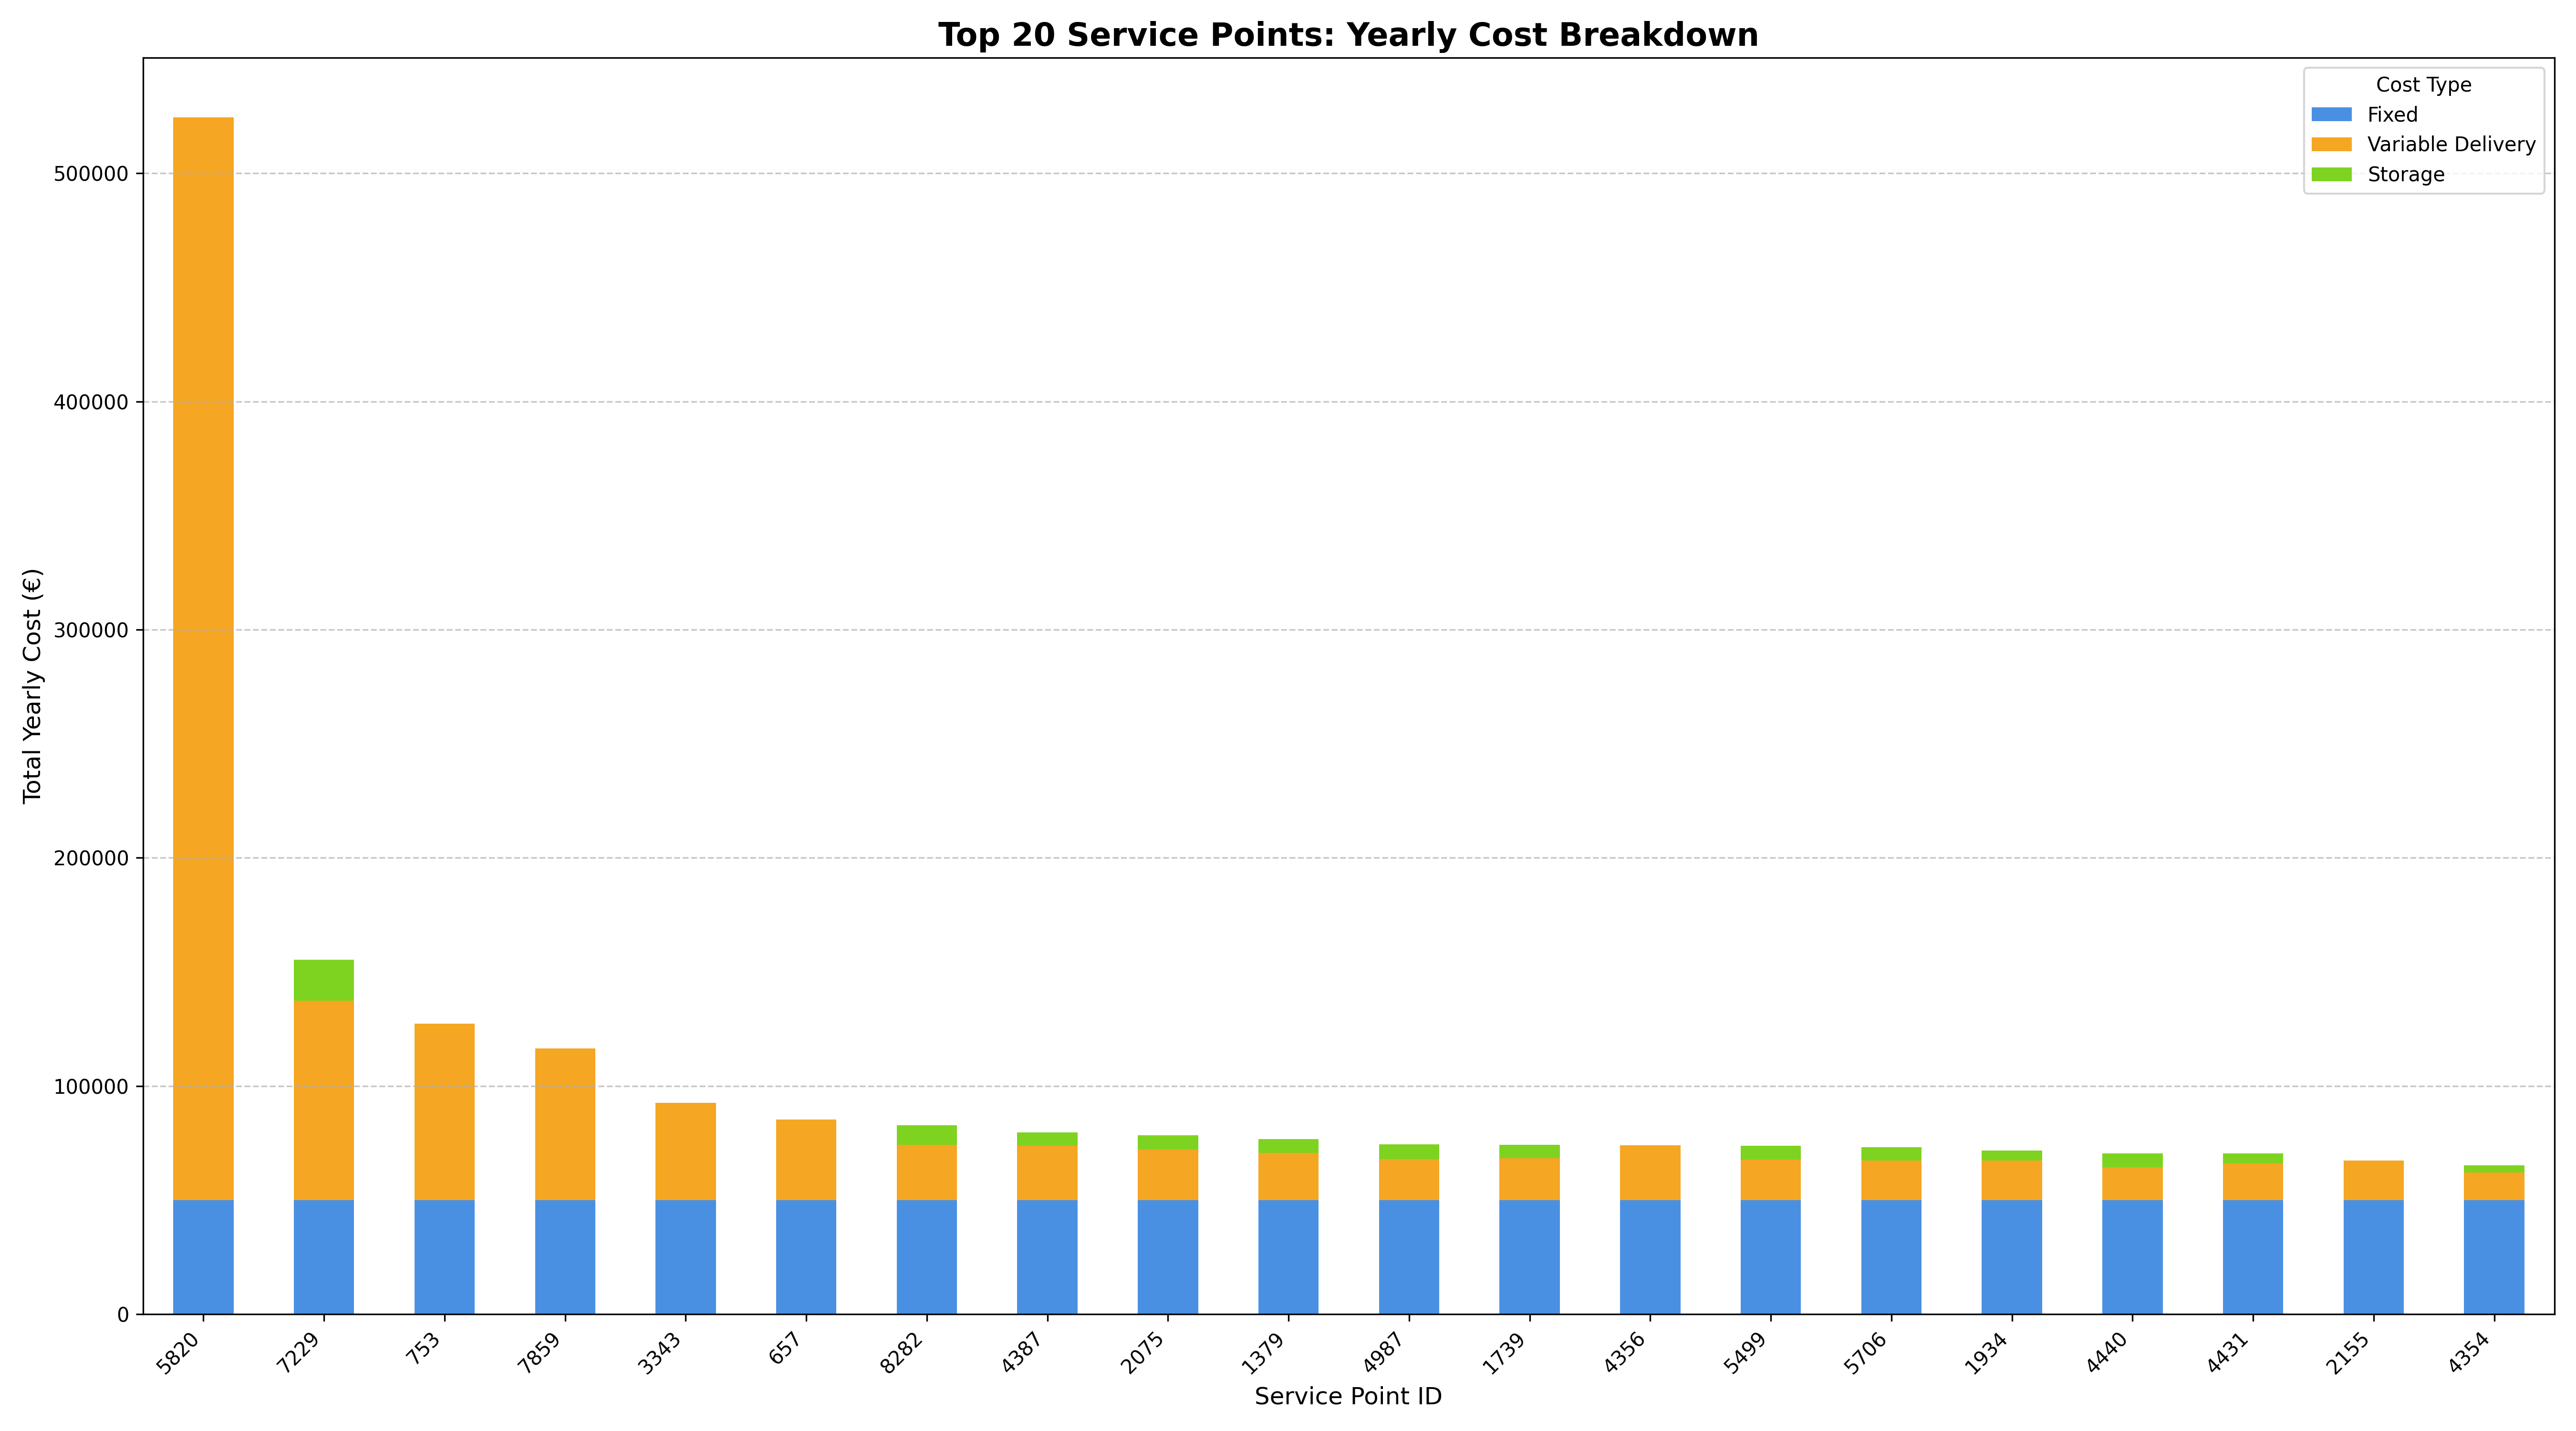 Top 20 Service Points: Yearly Cost Breakdown
Cost Type
Fixed
Variable Delivery
Storage
Total Yearly Cost (€)
500000
400000
300000
200000
100000
0
5820 7229 753 7859 3343 657 8282 4387 2075 1379 4987 1739 4356 5499 5706 1934 4440 4431 2155 4354
Service Point ID